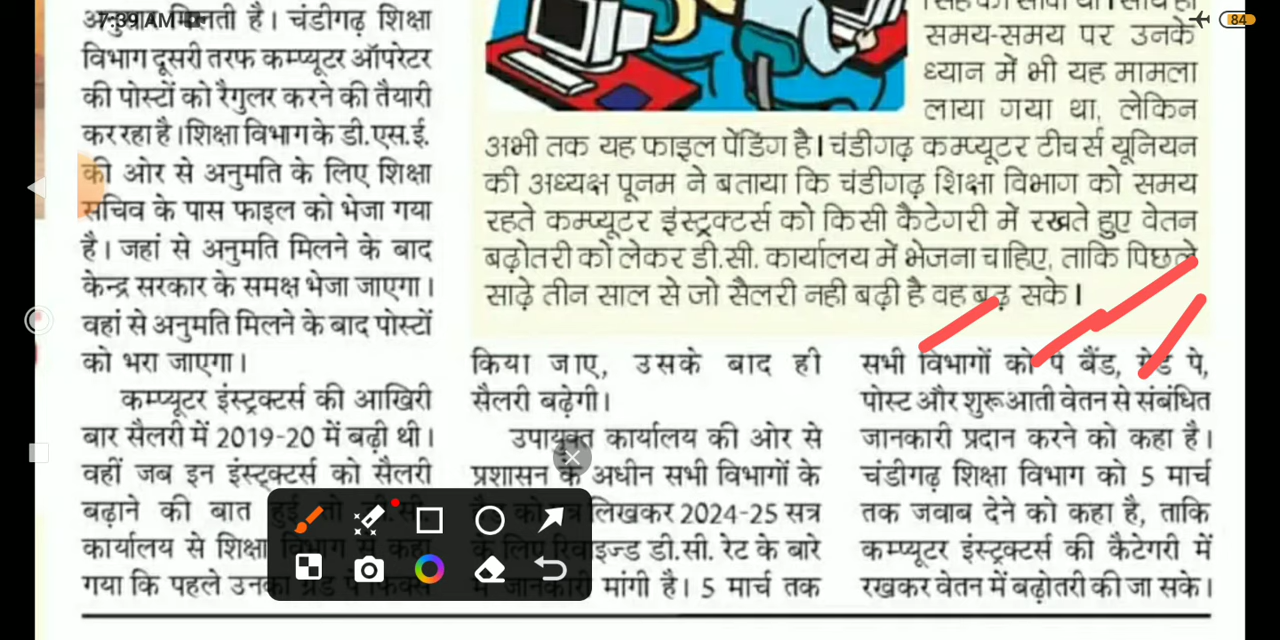 7:39 AM
84
मिलती है। चंडीगढ़ शिक्षा
विभाग दूसरी तरफ कम्प्यूटर ऑपरेटर
की पोस्टों को रैगुलर करने की तैयारी
कर रहा है। शिक्षा विभाग के डी.एस.ई.
की ओर से अनुमति के लिए शिक्षा
सचिव के पास फाइल को भेजा गया
है। जहां से अनुमति मिलने के बाद
केन्द्र सरकार के समक्ष भेजा जाएगा।
वहां से अनुमति मिलने के बाद पोस्टों
को भरा जाएगा।
कम्प्यूटर इंस्ट्रक्टर्स की आखिरी
बार सैलरी में 2019-20 में बढ़ी थी।
वहीं जब इन इंस्ट्रक्टर्स को सैलरी
बढ़ाने की बात हुई तो डी.सी.
कार्यालय से शिक्षा विभाग से कहा
गया कि पहले उनका ग्रेड पे फिक्स
समय-समय पर उनके
ध्यान में भी यह मामला
लाया गया था, लेकिन
अभी तक यह फाइल पेंडिंग है। चंडीगढ़ कम्प्यूटर टीचर्स यूनियन
की अध्यक्ष पूनम ने बताया कि चंडीगढ़ शिक्षा विभाग को समय
रहते कम्प्यूटर इंस्ट्रक्टर्स को किसी कैटेगरी में रखते हुए वेतन
बढ़ोतरी को लेकर डी.सी. कार्यालय में भेजना चाहिए, ताकि पिछले
साढ़े तीन साल से जो सैलरी नही बढ़ी है वह बढ़ सके।
किया जाए, उसके बाद ही
सैलरी बढ़ेगी।
उपायुक्त कार्यालय की ओर से
प्रशासन के अधीन सभी विभागों के
लिखकर 2024-25 सत्र
के लिए रिवाइज्ड डी.सी. रेट के बारे
में जानकारी मांगी है। 5 मार्च तक
सभी विभागों को पे बैंड, ग्रेड पे,
पोस्ट और शुरूआती वेतन से संबंधित
जानकारी प्रदान करने को कहा है।
चंडीगढ़ शिक्षा विभाग को 5 मार्च
तक जवाब देने को कहा है, ताकि
कम्प्यूटर इंस्ट्रक्टर्स की कैटेगरी में
रखकर वेतन में बढ़ोतरी की जा सके।